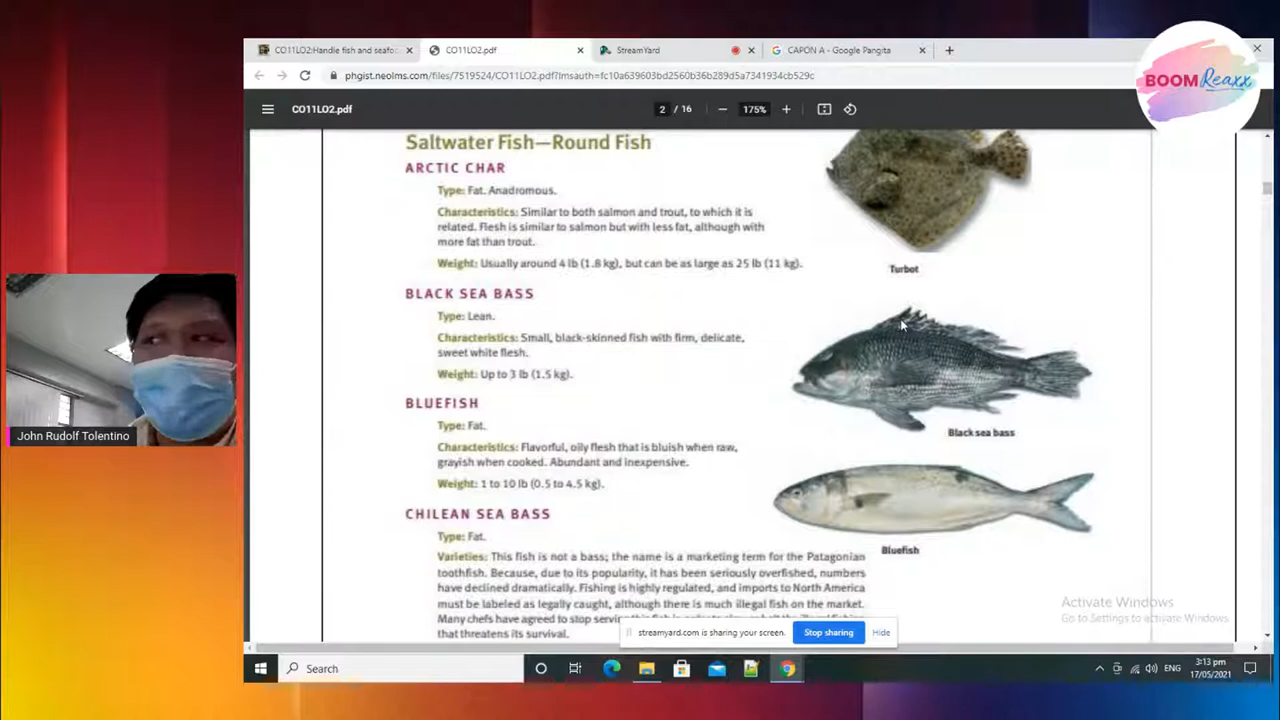 CO11LO2:Handle fish and seafoo
CO11LO2.pdf
StreamYard
CAPON A - Google Pangita
BOOM Reaxx
phgist.neolms.com/files/7519524/CO11LO2.pdf?lmsauth=fc10a639603bd2560b36b289d5a7341934cb529c
CO11LO2.pdf
2 / 16
175%
Saltwater Fish—Round Fish
ARCTIC CHAR
Type: Fat. Anadromous.
Characteristics: Similar to both salmon and trout, to which it is
related. Flesh is similar to salmon but with less fat, although with
more fat than trout.
Weight: Usually around 4 lb (1.8 kg), but can be as large as 25 lb (11 kg).
Turbot
BLACK SEA BASS
Type: Lean.
Characteristics: Small, black-skinned fish with firm, delicate,
sweet white flesh.
Weight: Up to 3 lb (1.5 kg).
Black sea bass
BLUEFISH
Type: Fat.
Characteristics: Flavorful, oily flesh that is bluish when raw,
grayish when cooked. Abundant and inexpensive.
Weight: 1 to 10 lb (0.5 to 4.5 kg).
Bluefish
CHILEAN SEA BASS
Type: Fat.
Varieties: This fish is not a bass; the name is a marketing term for the Patagonian
toothfish. Because, due to its popularity, it has been seriously overfished, numbers
have declined dramatically. Fishing is highly regulated, and imports to North America
must be labeled as legally caught, although there is much illegal fish on the market.
Many chefs have agreed to stop
that threatens its survival.
John Rudolf Tolentino
Activate Windows
Go to Settings to activate Windows.
streamyard.com is sharing your screen.
Stop sharing
Hide
Search
ENG
3:13 pm
17/05/2021